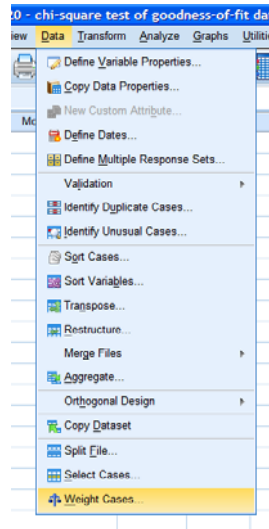 20 - chi-square test of goodness-of-fit da
iew Data Transform Analyze Graphs Utiliti
Define Variable Properties...
Copy Data Properties...
New Custom Attribute...
Mo
Define Dates...
Define Multiple Response Sets...
Validation
Identify Duplicate Cases...
Identify Unusual Cases...
Sort Cases...
Sort Variables...
Transpose...
Restructure...
Merge Files
Aggregate...
Orthogonal Design
Copy Dataset
Split File...
Select Cases...
Weight Cases...